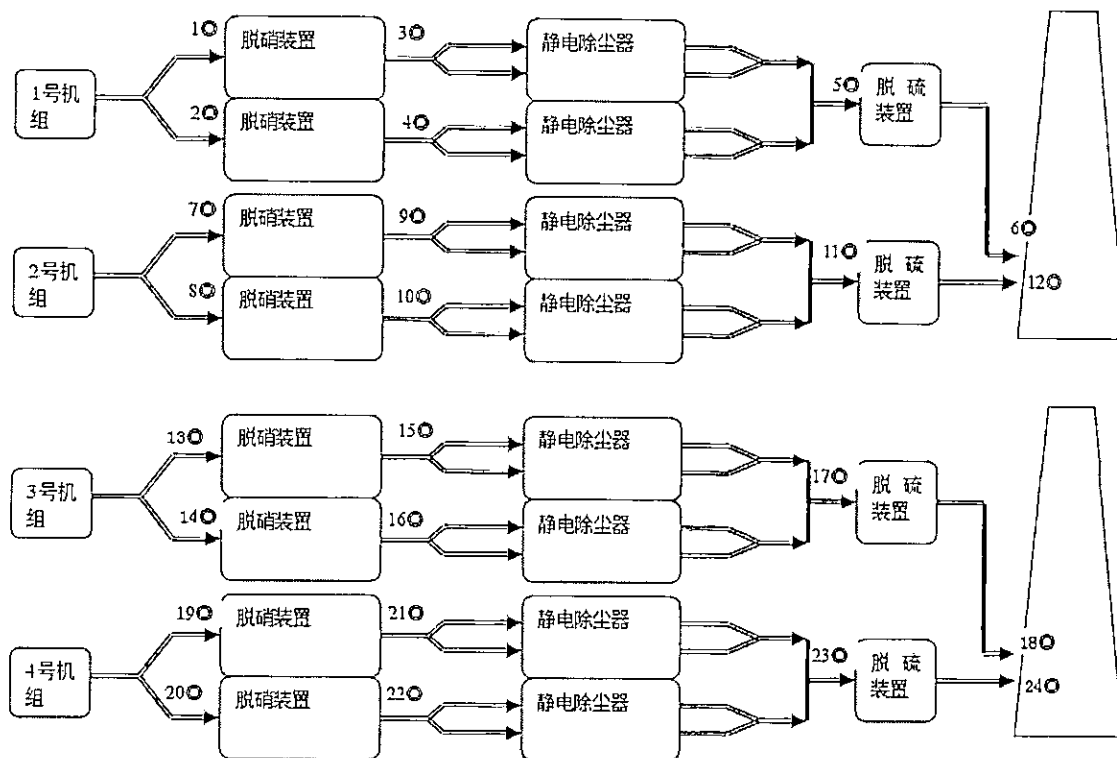 1◎
脱硝装置
3◎
静电除尘器
1号机
组
2◎
脱硝装置
4◎
静电除尘器
5◎
脱 硫
装置
6◎
7◎
脱硝装置
9◎
静电除尘器
2号机
组
8◎
脱硝装置
10◎
静电除尘器
11◎
脱 硫
装置
12◎
13◎
脱硝装置
15◎
静电除尘器
3号机
组
14◎
脱硝装置
16◎
静电除尘器
17◎
脱 硫
装置
18◎
19◎
脱硝装置
21◎
静电除尘器
4号机
组
20◎
脱硝装置
22◎
静电除尘器
23◎
脱 硫
装置
24◎